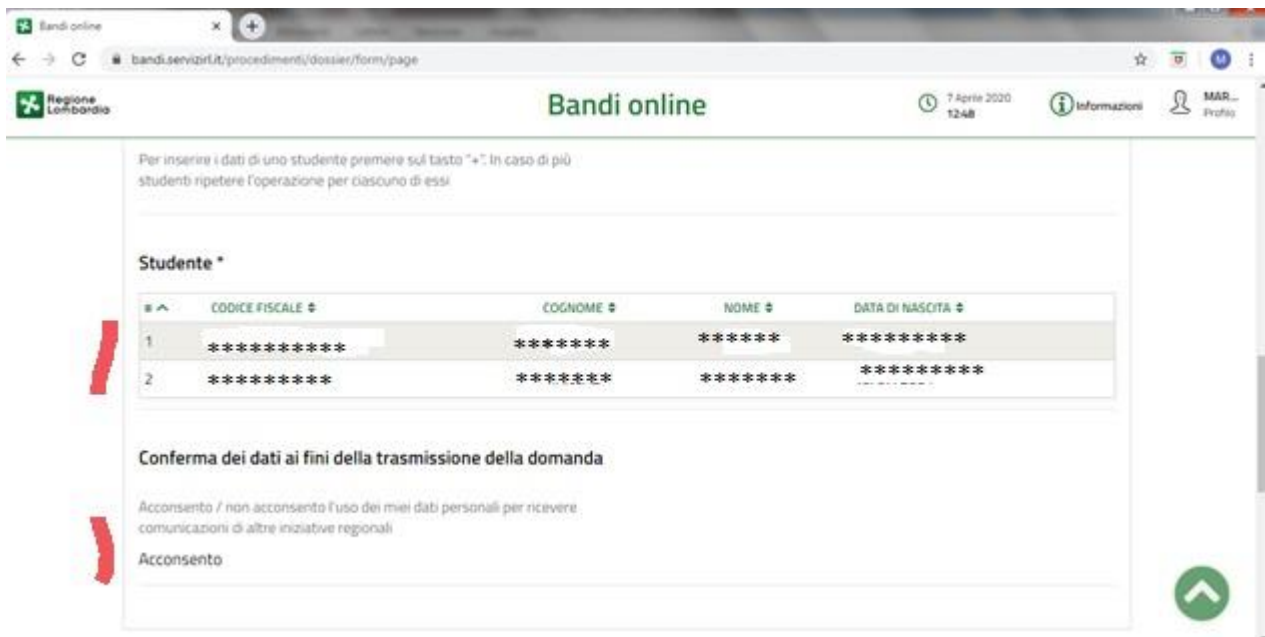 Bandi online
bandi.servizirl.it/procedimenti/dossier/form/page
Regione
Lombardia
Bandi online
7 Aprile 2020
12:48
Informazioni
MAR...
Profilo
Per inserire i dati di uno studente premere sul tasto "+". In caso di più
studenti ripetere l'operazione per ciascuno di essi
Studente *
# CODICE FISCALE COGNOME NOME DATA DI NASCITA
1 ********** ******* ****** *********
2 ********* ******* ******* *********
Conferma dei dati ai fini della trasmissione della domanda
Acconsento / non acconsento l'uso dei miei dati personali per ricevere
comunicazioni di altre iniziative regionali
Acconsento